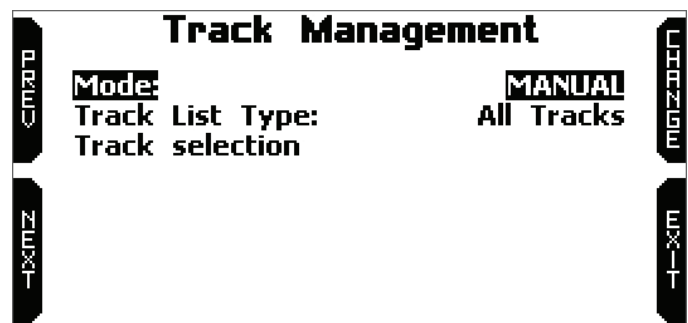 Track Management
PREV
CHANGE
Mode: MANUAL
Track List Type: All Tracks
Track selection
NEXT
EXIT